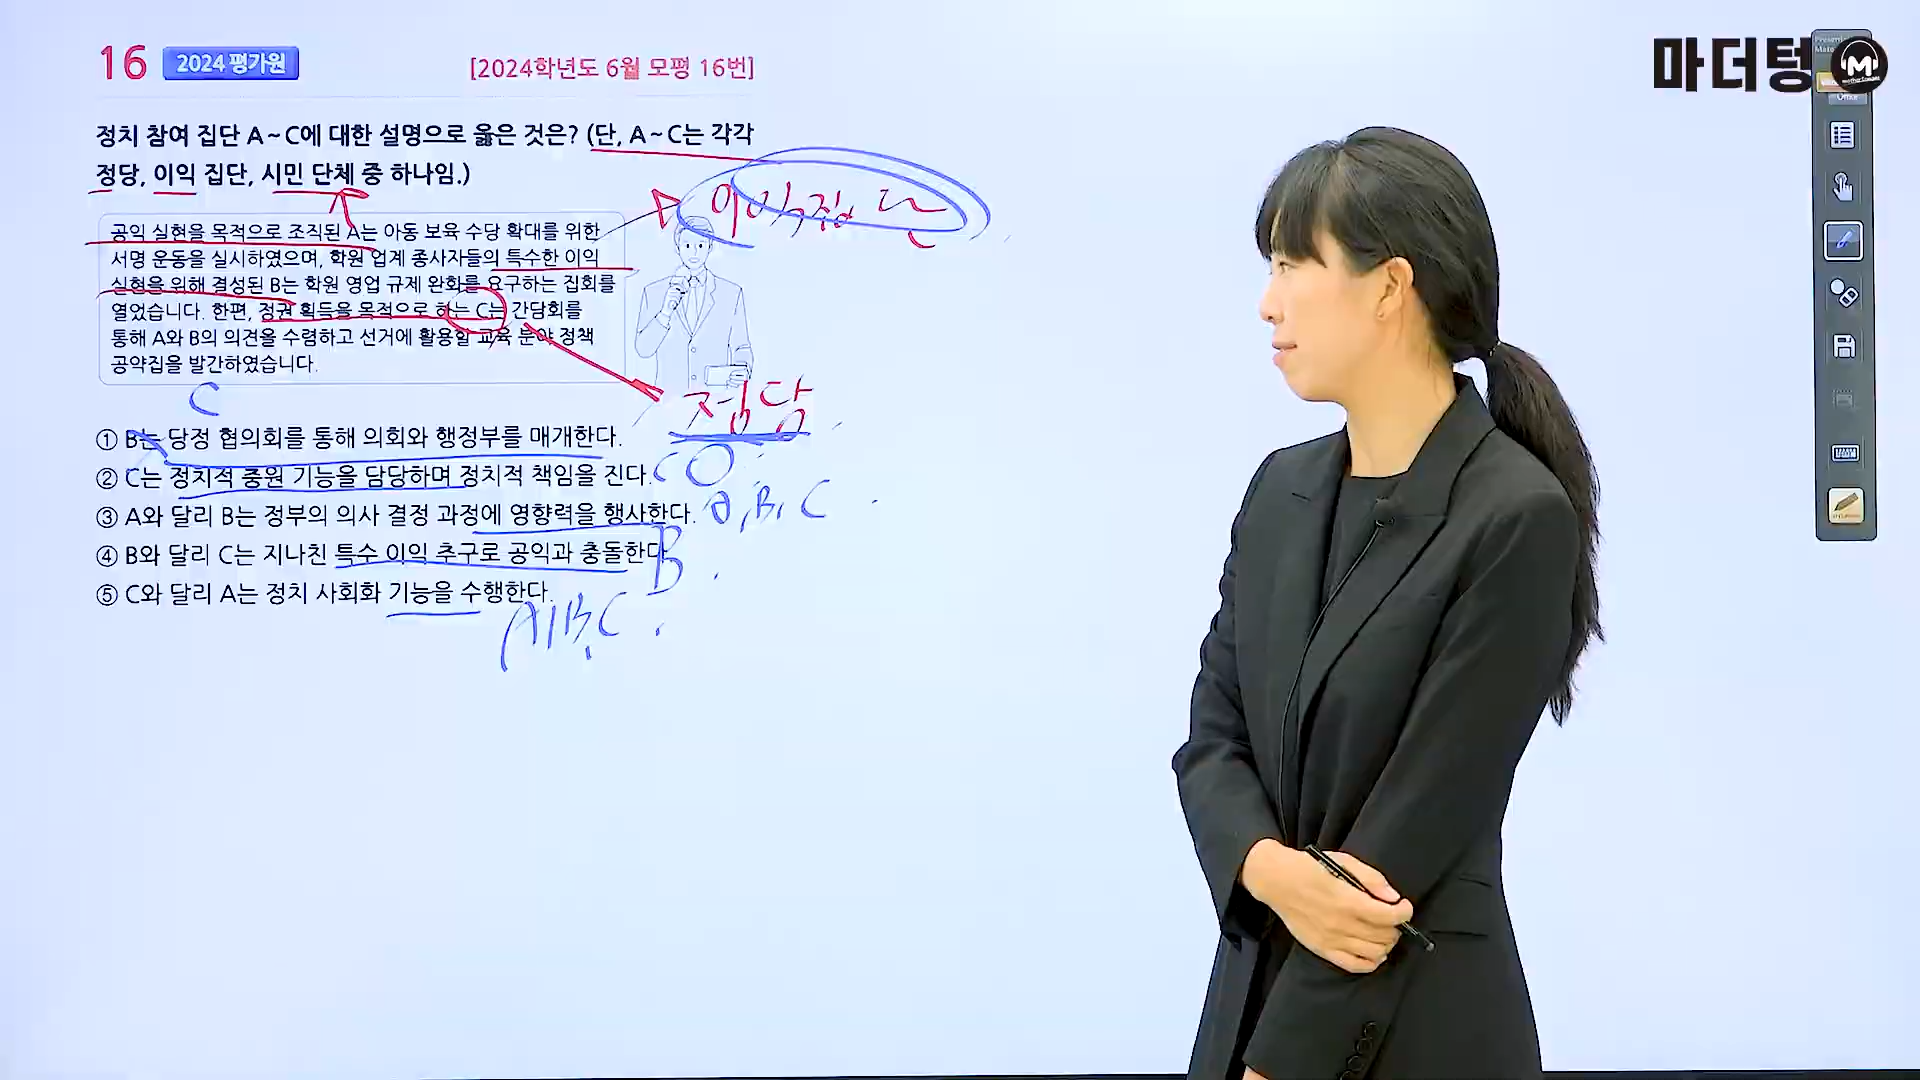 16 2024 평가원 [2024학년도 6월 모평 16번]
마더텅
정치 참여 집단 A~C에 대한 설명으로 옳은 것은? (단, A~C는 각각
정당, 이익 집단, 시민 단체 중 하나임.)
이익집단
공익 실현을 목적으로 조직된 A는 아동 보육 수당 확대를 위한
서명 운동을 실시하였으며, 학원 업계 종사자들의 특수한 이익
실현을 위해 결성된 B는 학원 영업 규제 완화를 요구하는 집회를
열었습니다. 한편, 정권 획득을 목적으로 하는 C는 간담회를
통해 A와 B의 의견을 수렴하고 선거에 활용할 교육 분야 정책
공약집을 발간하였습니다.
정당
C
① B는 당정 협의회를 통해 의회와 행정부를 매개한다.
② C는 정치적 충원 기능을 담당하며 정치적 책임을 진다.
③ A와 달리 B는 정부의 의사 결정 과정에 영향력을 행사한다. A, B, C
④ B와 달리 C는 지나친 특수 이익 추구로 공익과 충돌한다. B
⑤ C와 달리 A는 정치 사회화 기능을 수행한다.
A, B, C